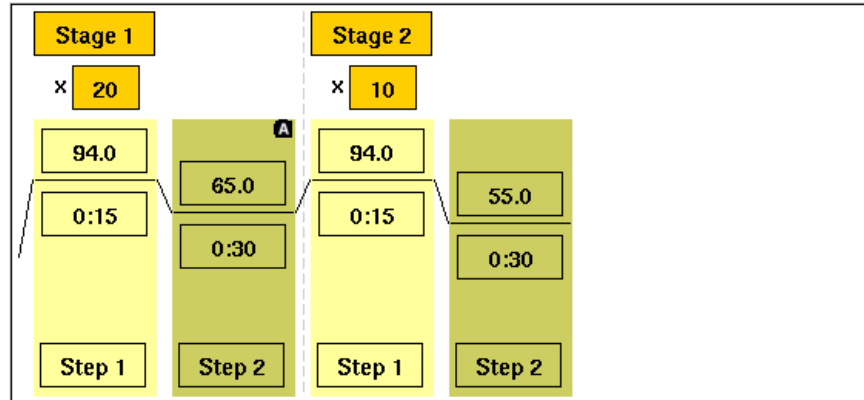 Stage 1 Stage 2
x 20 x 10
A
94.0 94.0
65.0 55.0
0:15 0:15
0:30 0:30
Step 1 Step 2 Step 1 Step 2